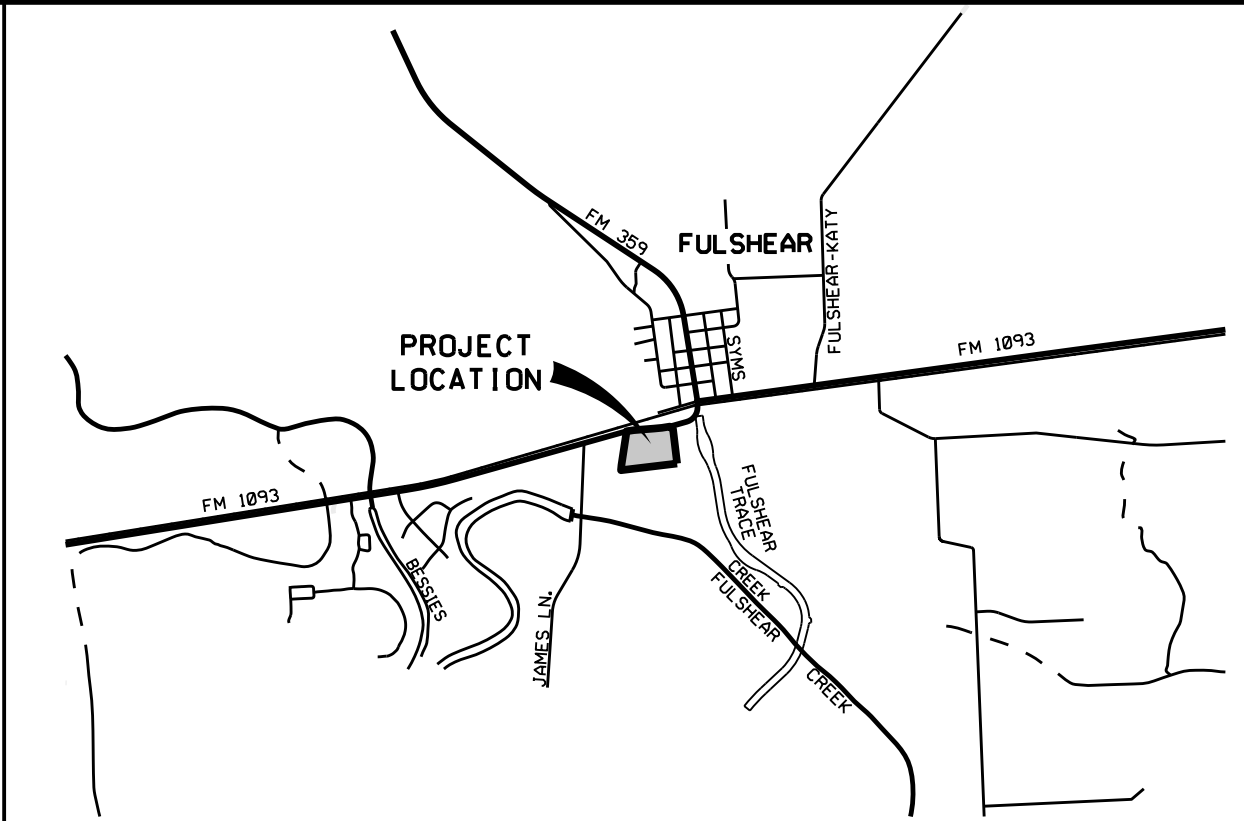 FM 359
FULSHEAR
FULSHEAR-KATY
PROJECT
LOCATION
SYMS
FM 1093
FM 1093
FULSHEAR
TRACE
BESSIES
CREEK
FULSHEAR
JAMES LN.
CREEK